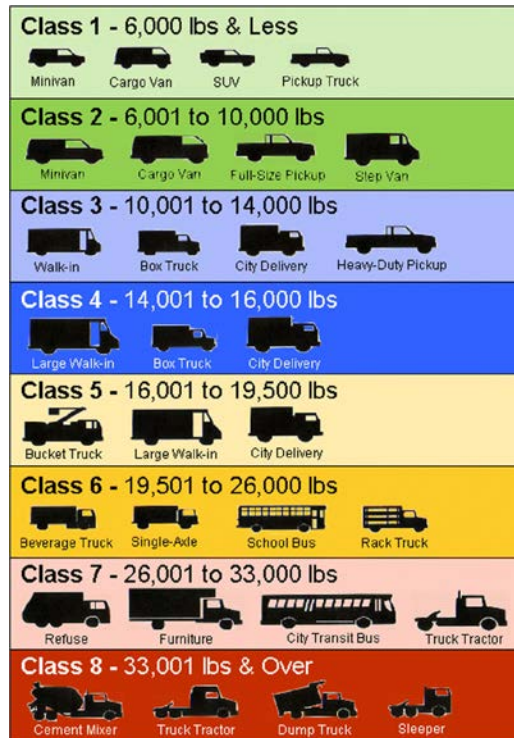 Class 1 - 6,000 lbs & Less
Minivan Cargo Van SUV Pickup Truck
Class 2 - 6,001 to 10,000 lbs
Minivan Cargo Van Full-Size Pickup Step Van
Class 3 - 10,001 to 14,000 lbs
Walk-in Box Truck City Delivery Heavy-Duty Pickup
Class 4 - 14,001 to 16,000 lbs
Large Walk-in Box Truck City Delivery
Class 5 - 16,001 to 19,500 lbs
Bucket Truck Large Walk-in City Delivery
Class 6 - 19,501 to 26,000 lbs
Beverage Truck Single-Axle School Bus Rack Truck
Class 7 - 26,001 to 33,000 lbs
Refuse Furniture City Transit Bus Truck Tractor
Class 8 - 33,001 lbs & Over
Cement Mixer Truck Tractor Dump Truck Sleeper